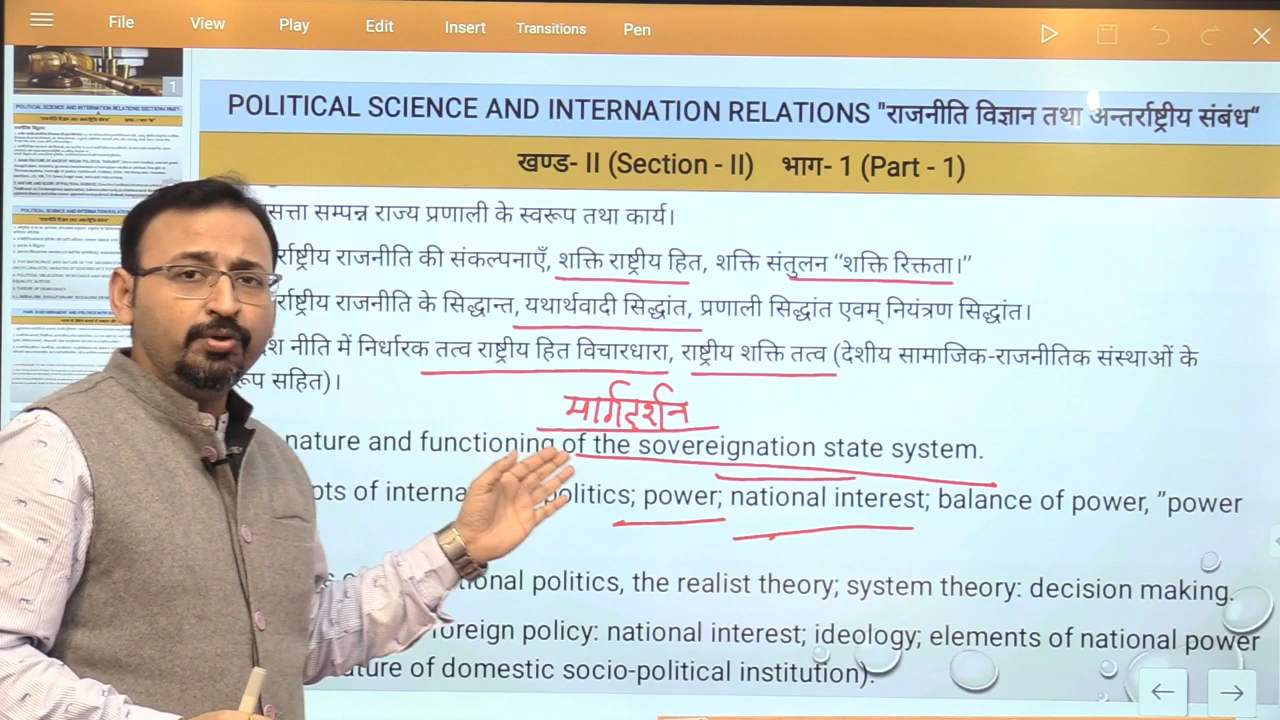 File View Play Edit Insert Transitions Pen
1
POLITICAL SCIENCE AND INTERNATION RELATIONS "राजनीति विज्ञान तथा अन्तर्राष्ट्रीय संबंध“
खण्ड- II (Section - II) भाग- 1 (Part - 1)
सत्ता सम्पन्न राज्य प्रणाली के स्वरूप तथा कार्य।
र्राष्ट्रीय राजनीति की संकल्पनाएँ, शक्ति राष्ट्रीय हित, शक्ति संतुलन “शक्ति रिक्तता।”
र्राष्ट्रीय राजनीति के सिद्धान्त, यथार्थवादी सिद्धांत, प्रणाली सिद्धांत एवम् नियंत्रण सिद्धांत।
श नीति में निर्धारक तत्व राष्ट्रीय हित विचारधारा, राष्ट्रीय शक्ति तत्व (देशीय सामाजिक-राजनीतिक संस्थाओं के
रूप सहित)।
मार्गदर्शन
nature and functioning of the sovereignation state system.
pts of interna politics; power; national interest; balance of power, ”power
ional politics, the realist theory; system theory: decision making.
foreign policy: national interest; ideology; elements of national power
ature of domestic socio-political institution).